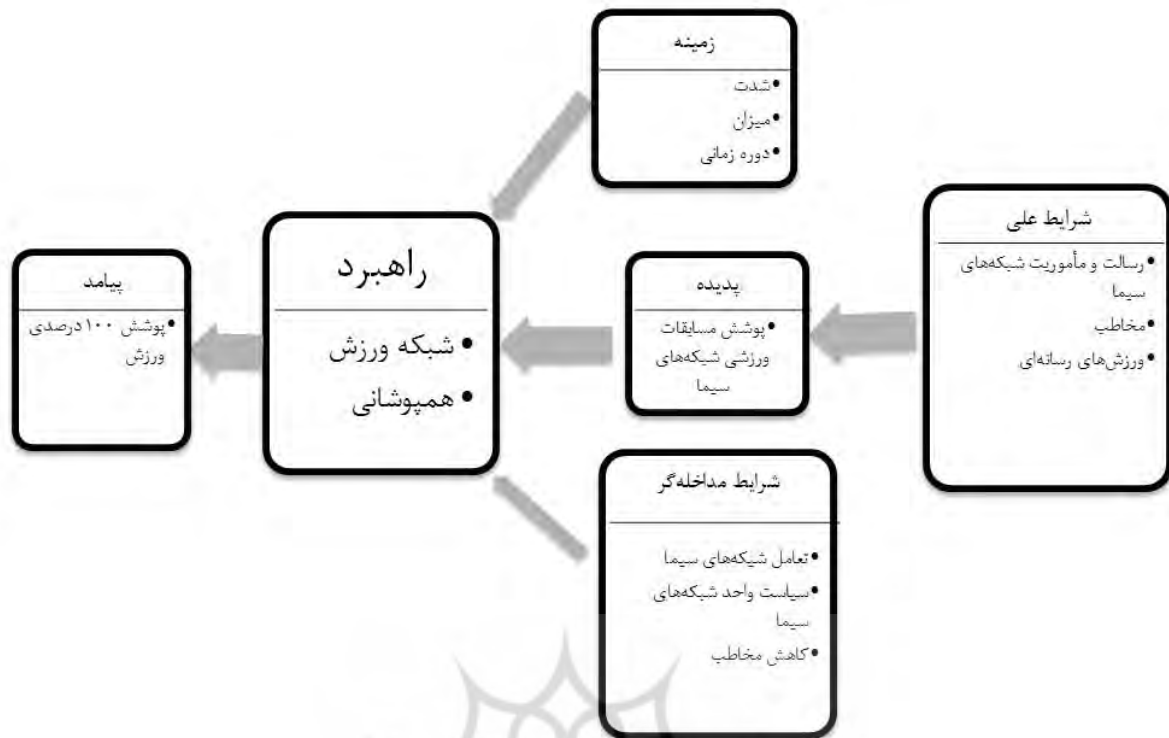 زمینه
•شدت
•میزان
•دوره زمانی
شرایط علی
•رسالت و مأموریت شبکه‌های
سیما
•مخاطب
•ورزش‌های رسانه‌ای
پدیده
•پوشش مسابقات
ورزشی شبکه‌های
سیما
راهبرد
• شبکه ورزش
• همپوشانی
پیامد
•پوشش ۱۰۰ درصدی
ورزش
شرایط مداخله‌گر
•تعامل شبکه‌های سیما
•سیاست واحد شبکه‌های
سیما
•کاهش مخاطب